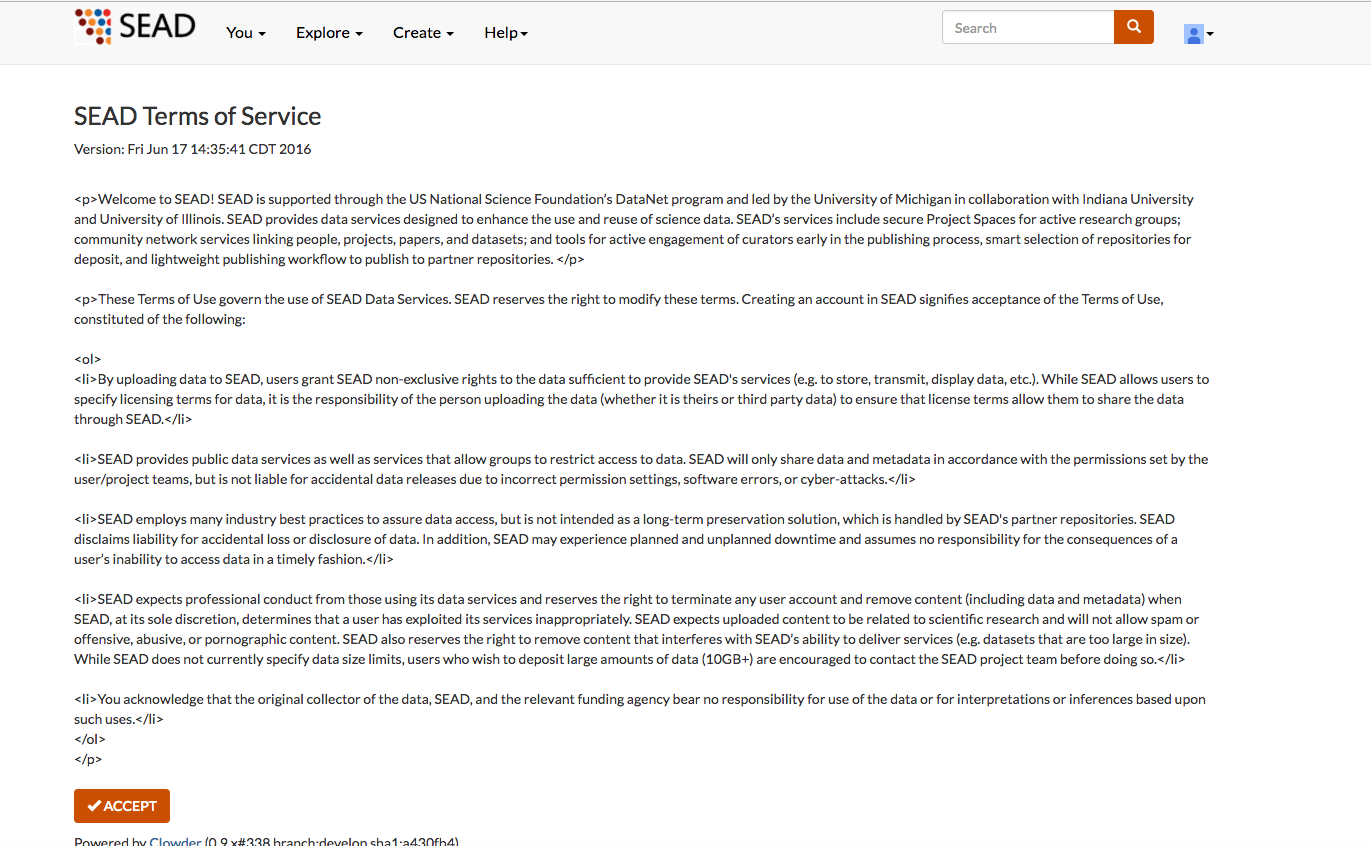 SEAD
You
Explore
Create
Help
Search
SEAD Terms of Service
Version: Fri Jun 17 14:35:41 CDT 2016
<p>Welcome to SEAD! SEAD is supported through the US National Science Foundation’s DataNet program and led by the University of Michigan in collaboration with Indiana University
and University of Illinois. SEAD provides data services designed to enhance the use and reuse of science data. SEAD’s services include secure Project Spaces for active research groups;
community network services linking people, projects, papers, and datasets; and tools for active engagement of curators early in the publishing process, smart selection of repositories for
deposit, and lightweight publishing workflow to publish to partner repositories. </p>
<p>These Terms of Use govern the use of SEAD Data Services. SEAD reserves the right to modify these terms. Creating an account in SEAD signifies acceptance of the Terms of Use,
constituted of the following:
<ol>
<li>By uploading data to SEAD, users grant SEAD non-exclusive rights to the data sufficient to provide SEAD's services (e.g. to store, transmit, display data, etc.). While SEAD allows users to
specify licensing terms for data, it is the responsibility of the person uploading the data (whether it is theirs or third party data) to ensure that license terms allow them to share the data
through SEAD.</li>
<li>SEAD provides public data services as well as services that allow groups to restrict access to data. SEAD will only share data and metadata in accordance with the permissions set by the
user/project teams, but is not liable for accidental data releases due to incorrect permission settings, software errors, or cyber-attacks.</li>
<li>SEAD employs many industry best practices to assure data access, but is not intended as a long-term preservation solution, which is handled by SEAD's partner repositories. SEAD
disclaims liability for accidental loss or disclosure of data. In addition, SEAD may experience planned and unplanned downtime and assumes no responsibility for the consequences of a
user’s inability to access data in a timely fashion.</li>
<li>SEAD expects professional conduct from those using its data services and reserves the right to terminate any user account and remove content (including data and metadata) when
SEAD, at its sole discretion, determines that a user has exploited its services inappropriately. SEAD expects uploaded content to be related to scientific research and will not allow spam or
offensive, abusive, or pornographic content. SEAD also reserves the right to remove content that interferes with SEAD’s ability to deliver services (e.g. datasets that are too large in size).
While SEAD does not currently specify data size limits, users who wish to deposit large amounts of data (10GB+) are encouraged to contact the SEAD project team before doing so.</li>
<li>You acknowledge that the original collector of the data, SEAD, and the relevant funding agency bear no responsibility for use of the data or for interpretations or inferences based upon
such uses.</li>
</ol>
</p>
ACCEPT
Powered by Clowder (0.9.x#338 branch:develop sha1:a430fb4)